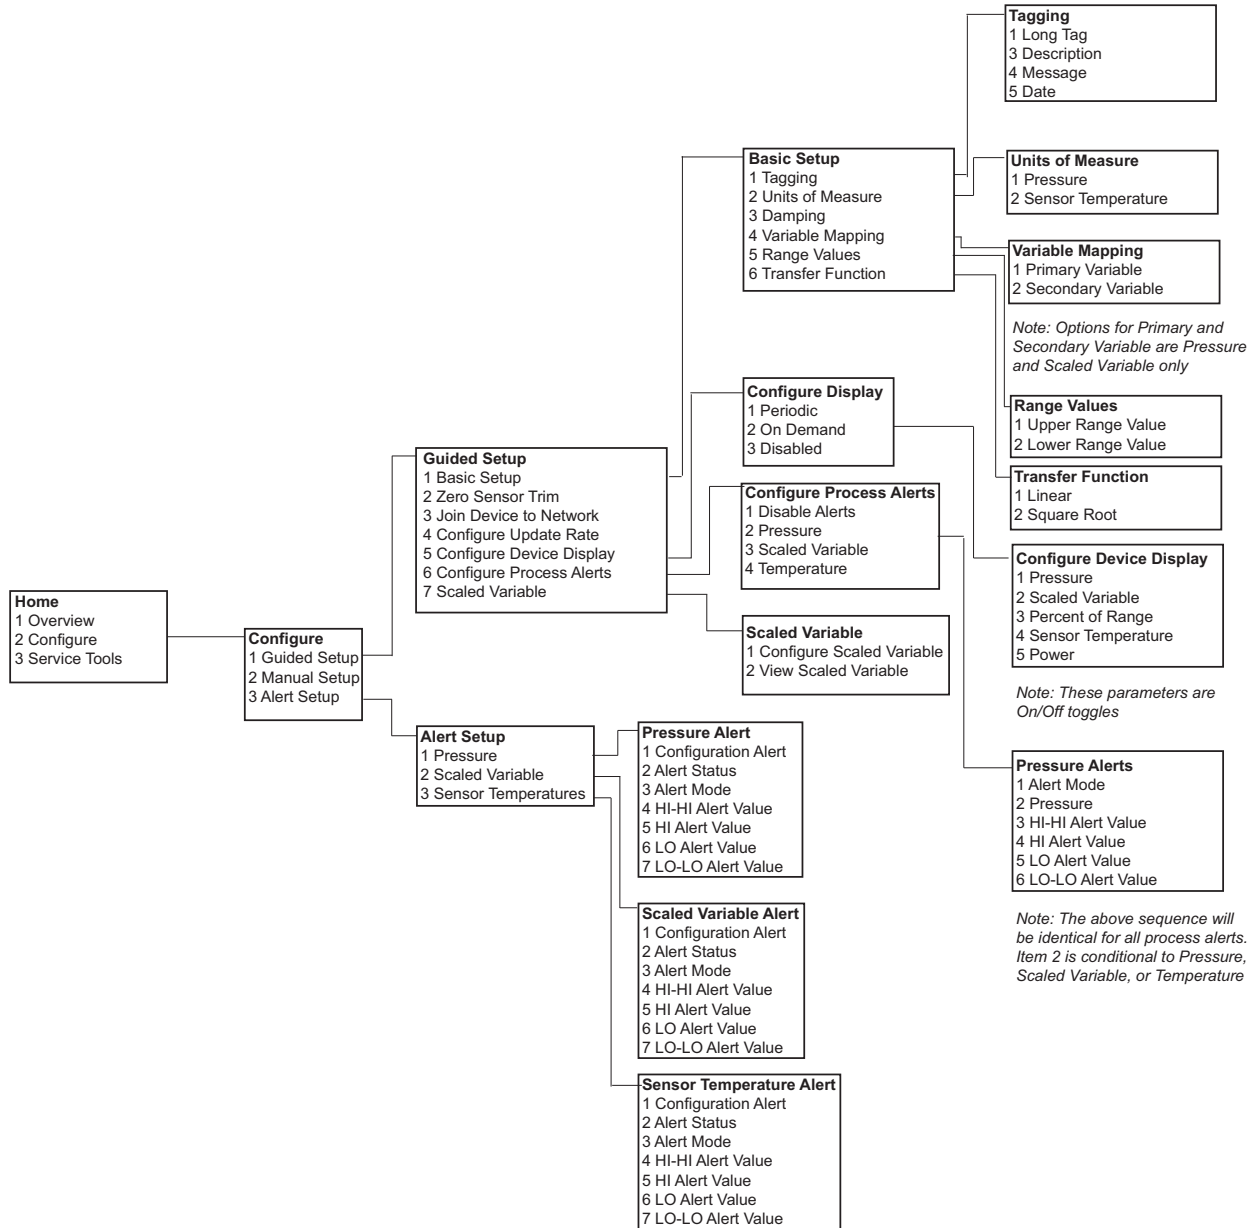 Home
1 Overview
2 Configure
3 Service Tools
Configure
1 Guided Setup
2 Manual Setup
3 Alert Setup
Guided Setup
1 Basic Setup
2 Zero Sensor Trim
3 Join Device to Network
4 Configure Update Rate
5 Configure Device Display
6 Configure Process Alerts
7 Scaled Variable
Alert Setup
1 Pressure
2 Scaled Variable
3 Sensor Temperatures
Basic Setup
1 Tagging
2 Units of Measure
3 Damping
4 Variable Mapping
5 Range Values
6 Transfer Function
Configure Display
1 Periodic
2 On Demand
3 Disabled
Configure Process Alerts
1 Disable Alerts
2 Pressure
3 Scaled Variable
4 Temperature
Scaled Variable
1 Configure Scaled Variable
2 View Scaled Variable
Pressure Alert
1 Configuration Alert
2 Alert Status
3 Alert Mode
4 HI-HI Alert Value
5 HI Alert Value
6 LO Alert Value
7 LO-LO Alert Value
Scaled Variable Alert
1 Configuration Alert
2 Alert Status
3 Alert Mode
4 HI-HI Alert Value
5 HI Alert Value
6 LO Alert Value
7 LO-LO Alert Value
Sensor Temperature Alert
1 Configuration Alert
2 Alert Status
3 Alert Mode
4 HI-HI Alert Value
5 HI Alert Value
6 LO Alert Value
7 LO-LO Alert Value
Tagging
1 Long Tag
3 Description
4 Message
5 Date
Units of Measure
1 Pressure
2 Sensor Temperature
Variable Mapping
1 Primary Variable
2 Secondary Variable
Note: Options for Primary and
Secondary Variable are Pressure
and Scaled Variable only
Range Values
1 Upper Range Value
2 Lower Range Value
Transfer Function
1 Linear
2 Square Root
Configure Device Display
1 Pressure
2 Scaled Variable
3 Percent of Range
4 Sensor Temperature
5 Power
Note: These parameters are
On/Off toggles
Pressure Alerts
1 Alert Mode
2 Pressure
3 HI-HI Alert Value
4 HI Alert Value
5 LO Alert Value
6 LO-LO Alert Value
Note: The above sequence will
be identical for all process alerts.
Item 2 is conditional to Pressure,
Scaled Variable, or Temperature